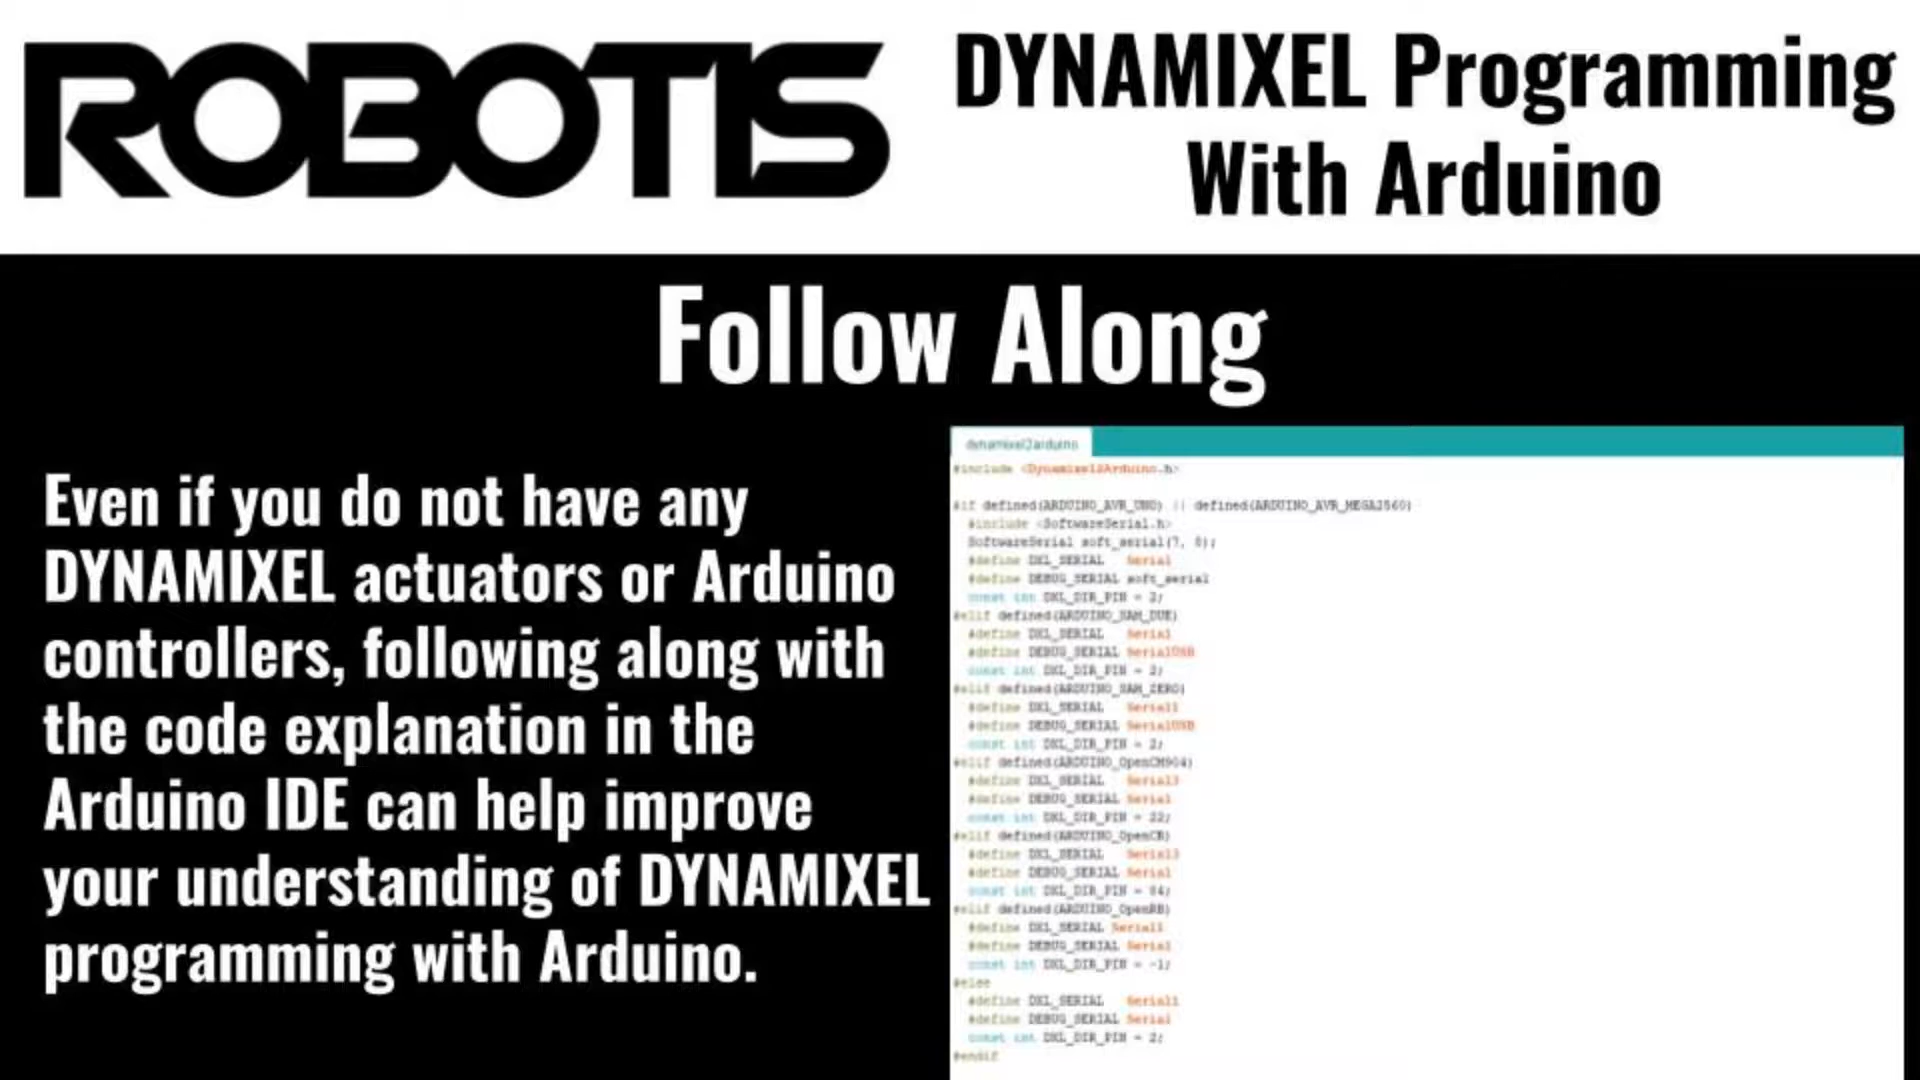 ROBOTIS
DYNAMIXEL Programming
With Arduino
Follow Along
Even if you do not have any
DYNAMIXEL actuators or Arduino
controllers, following along with
the code explanation in the
Arduino IDE can help improve
your understanding of DYNAMIXEL
programming with Arduino.
dynamixel2arduino
#include <Dynamixel2Arduino.h>
#if defined(ARDUINO_AVR_UNO) || defined(ARDUINO_AVR_MEGA2560)
#include <SoftwareSerial.h>
SoftwareSerial soft_serial(7, 8);
#define DXL_SERIAL Serial
#define DEBUG_SERIAL soft_serial
const int DXL_DIR_PIN = 2;
#elif defined(ARDUINO_SAM_DUE)
#define DXL_SERIAL Serial
#define DEBUG_SERIAL SerialUSB
const int DXL_DIR_PIN = 2;
#elif defined(ARDUINO_SAM_ZERO)
#define DXL_SERIAL Serial1
#define DEBUG_SERIAL SerialUSB
const int DXL_DIR_PIN = 2;
#elif defined(ARDUINO_OpenCM904)
#define DXL_SERIAL Serial3
#define DEBUG_SERIAL Serial
const int DXL_DIR_PIN = 22;
#elif defined(ARDUINO_OpenCR)
#define DXL_SERIAL Serial3
#define DEBUG_SERIAL Serial
const int DXL_DIR_PIN = 84;
#elif defined(ARDUINO_OpenRB)
#define DXL_SERIAL Serial1
#define DEBUG_SERIAL Serial
const int DXL_DIR_PIN = -1;
#else
#define DXL_SERIAL Serial1
#define DEBUG_SERIAL Serial
const int DXL_DIR_PIN = 2;
#endif